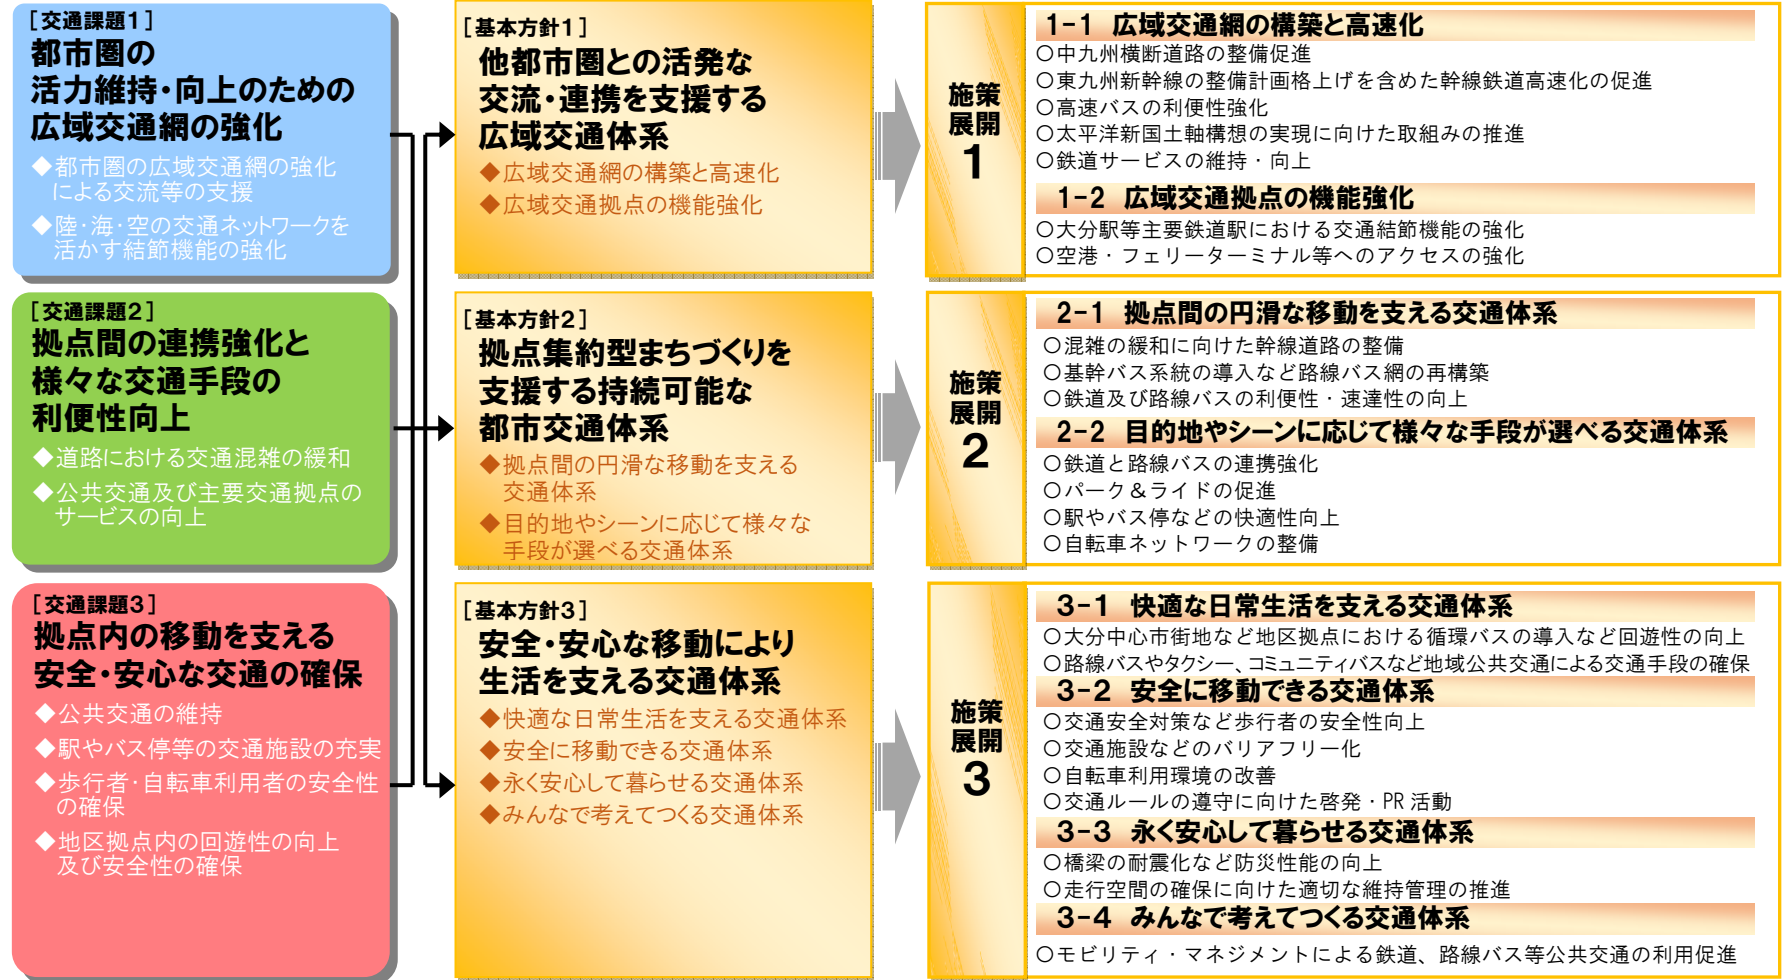 [交通課題1]
都市圏の
活力維持・向上のための
広域交通網の強化
◆都市圏の広域交通網の強化
による交流等の支援
◆陸・海・空の交通ネットワークを
活かす結節機能の強化
[交通課題2]
拠点間の連携強化と
様々な交通手段の
利便性向上
◆道路における交通混雑の緩和
◆公共交通及び主要交通拠点の
サービスの向上
[交通課題3]
拠点内の移動を支える
安全・安心な交通の確保
◆公共交通の維持
◆駅やバス停等の交通施設の充実
◆歩行者・自転車利用者の安全性
の確保
◆地区拠点内の回遊性の向上
及び安全性の確保
[基本方針1]
他都市圏との活発な
交流・連携を支援する
広域交通体系
◆広域交通網の構築と高速化
◆広域交通拠点の機能強化
[基本方針2]
拠点集約型まちづくりを
支援する持続可能な
都市交通体系
◆拠点間の円滑な移動を支える
交通体系
◆目的地やシーンに応じて様々な
手段が選べる交通体系
[基本方針3]
安全・安心な移動により
生活を支える交通体系
◆快適な日常生活を支える交通体系
◆安全に移動できる交通体系
◆永く安心して暮らせる交通体系
◆みんなで考えてつくる交通体系
施策
展開
1
1-1 広域交通網の構築と高速化
○中九州横断道路の整備促進
○東九州新幹線の整備計画格上げを含めた幹線鉄道高速化の促進
○高速バスの利便性強化
○太平洋新国土軸構想の実現に向けた取組みの推進
○鉄道サービスの維持・向上
1-2 広域交通拠点の機能強化
○大分駅等主要鉄道駅における交通結節機能の強化
○空港・フェリーターミナル等へのアクセスの強化
施策
展開
2
2-1 拠点間の円滑な移動を支える交通体系
○混雑の緩和に向けた幹線道路の整備
○基幹バス系統の導入など路線バス網の再構築
○鉄道及び路線バスの利便性・速達性の向上
2-2 目的地やシーンに応じて様々な手段が選べる交通体系
○鉄道と路線バスの連携強化
○パーク＆ライドの促進
○駅やバス停などの快適性向上
○自転車ネットワークの整備
施策
展開
3
3-1 快適な日常生活を支える交通体系
○大分中心市街地など地区拠点における循環バスの導入など回遊性の向上
○路線バスやタクシー、コミュニティバスなど地域公共交通による交通手段の確保
3-2 安全に移動できる交通体系
○交通安全対策など歩行者の安全性向上
○交通施設などのバリアフリー化
○自転車利用環境の改善
○交通ルールの遵守に向けた啓発・PR 活動
3-3 永く安心して暮らせる交通体系
○橋梁の耐震化など防災性能の向上
○走行空間の確保に向けた適切な維持管理の推進
3-4 みんなで考えてつくる交通体系
○モビリティ・マネジメントによる鉄道、路線バス等公共交通の利用促進